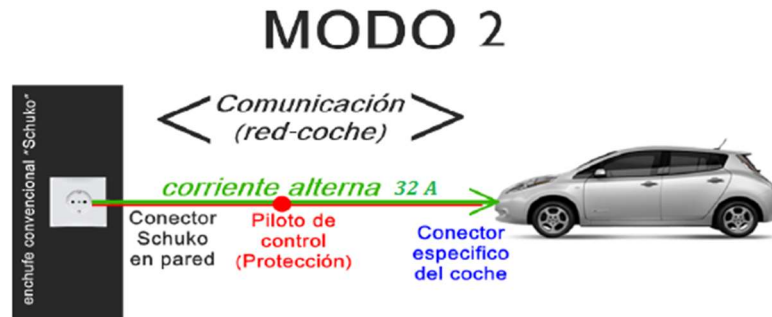 MODO 2
enchufe convencional "Schuko"
Comunicación
(red-coche)
corriente alterna 32 A
Conector
Schuko
en pared
Piloto de
control
(Protección)
Conector
especifico
del coche